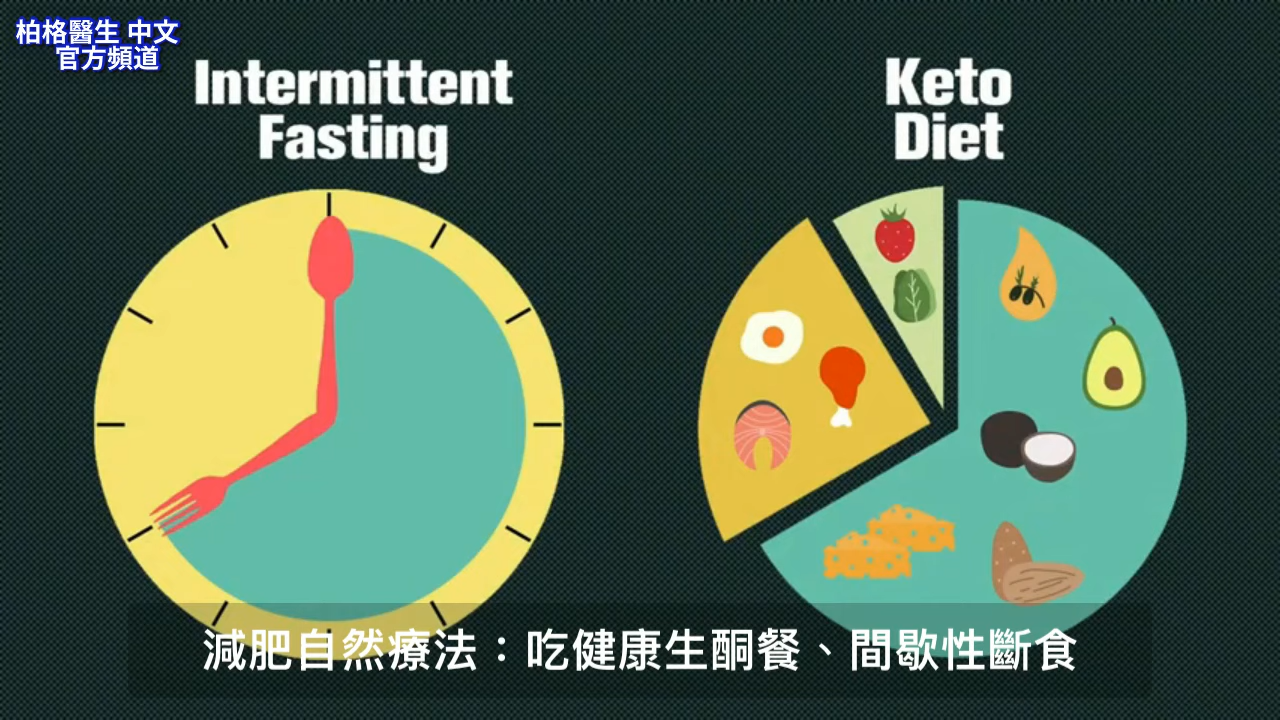 柏格醫生 中文
官方頻道
Intermittent
Fasting
Keto
Diet
減肥自然療法：吃健康生酮餐、間歇性斷食